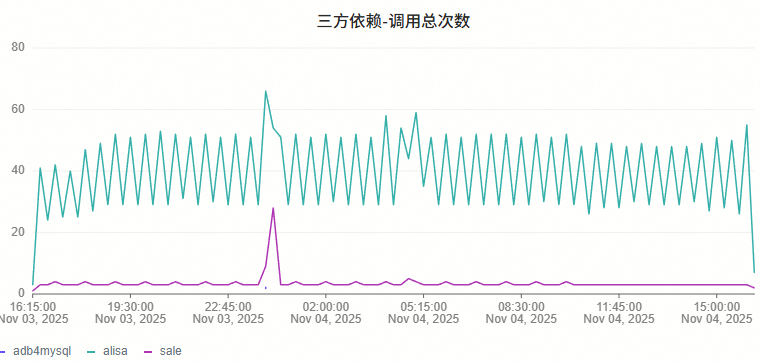 三方依赖-调用总次数
80
60
40
20
0
16:15:00 19:30:00 22:45:00 02:00:00 05:15:00 08:30:00 11:45:00 15:00:00
Nov 03, 2025 Nov 03, 2025 Nov 03, 2025 Nov 04, 2025 Nov 04, 2025 Nov 04, 2025 Nov 04, 2025 Nov 04, 2025
adb4mysql alisa sale